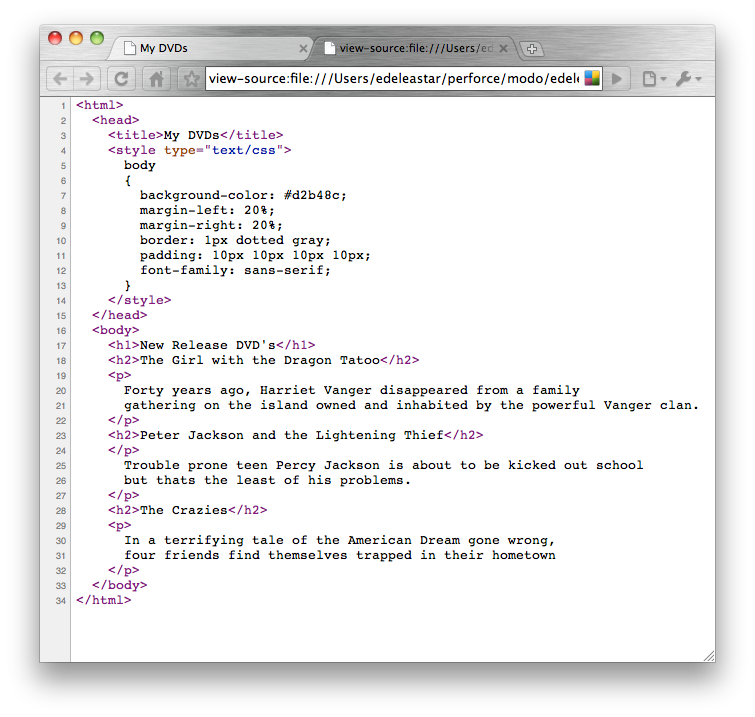 My DVDs
view-source:file:///Users/ed
view-source:file:///Users/edeleastar/perforce/modo/edele
1 <html>
2   <head>
3     <title>My DVDs</title>
4     <style type="text/css">
5       body
6       {
7         background-color: #d2b48c;
8         margin-left: 20%;
9         margin-right: 20%;
10         border: 1px dotted gray;
11         padding: 10px 10px 10px 10px;
12         font-family: sans-serif;
13       }
14     </style>
15   </head>
16   <body>
17     <h1>New Release DVD's</h1>
18     <h2>The Girl with the Dragon Tatoo</h2>
19     <p>
20       Forty years ago, Harriet Vanger disappeared from a family
21       gathering on the island owned and inhabited by the powerful Vanger clan.
22     </p>
23     <h2>Peter Jackson and the Lightening Thief</h2>
24     </p>
25       Trouble prone teen Percy Jackson is about to be kicked out school
26       but thats the least of his problems.
27     </p>
28     <h2>The Crazies</h2>
29     <p>
30       In a terrifying tale of the American Dream gone wrong,
31       four friends find themselves trapped in their hometown
32     </p>
33   </body>
34 </html>